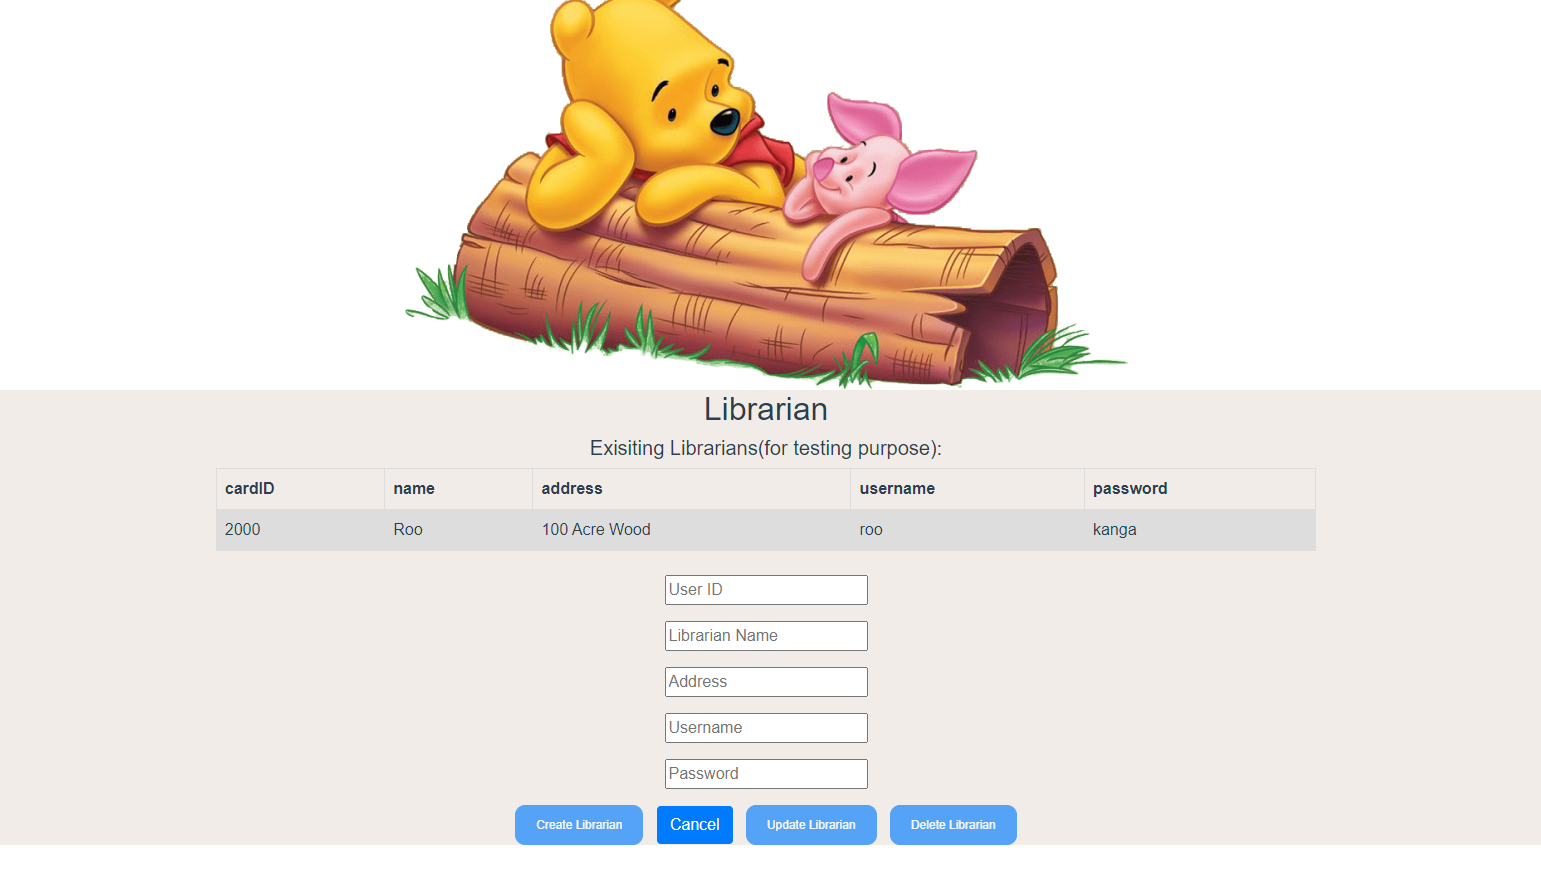 Librarian
Exisiting Librarians(for testing purpose):
cardID name address username password
2000 Roo 100 Acre Wood roo kanga
User ID
Librarian Name
Address
Username
Password
Create Librarian Cancel Update Librarian Delete Librarian